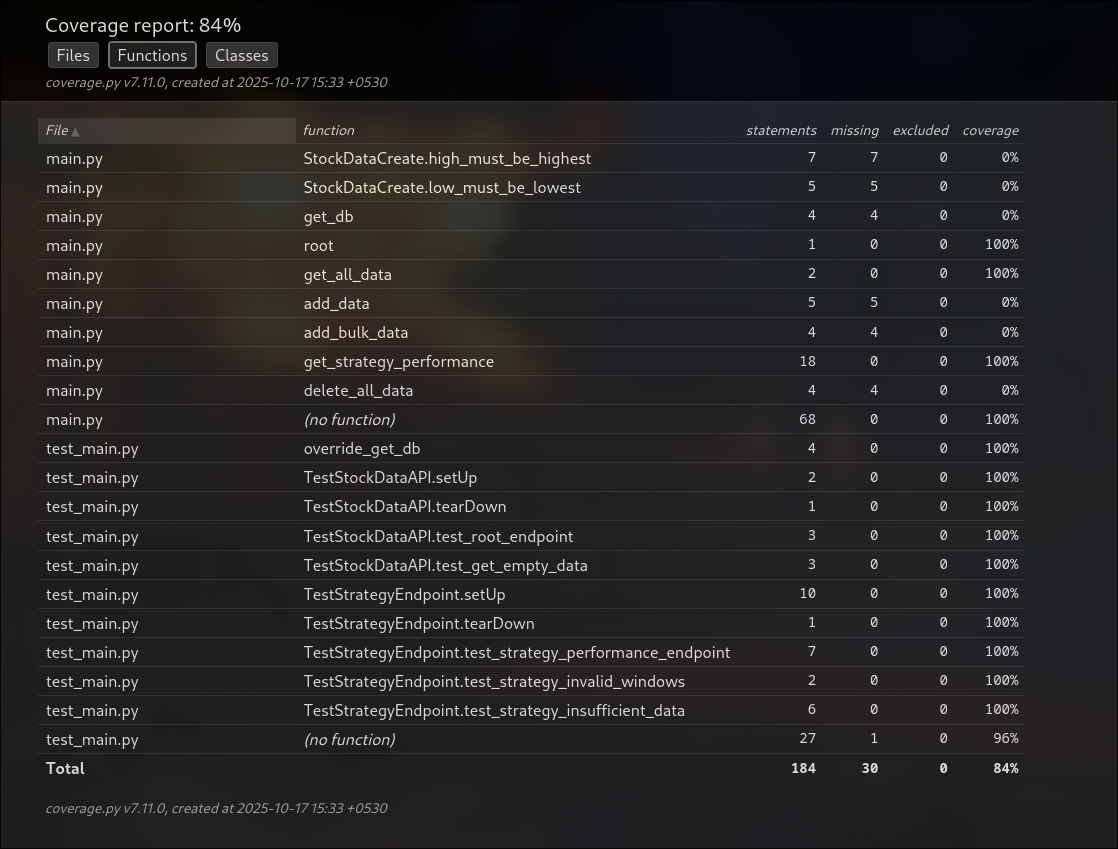 Coverage report: 84%
Files Functions Classes
coverage.py v7.11.0, created at 2025-10-17 15:33 +0530
File ▲ function statements missing excluded coverage
main.py StockDataCreate.high_must_be_highest 7 7 0 0%
main.py StockDataCreate.low_must_be_lowest 5 5 0 0%
main.py get_db 4 4 0 0%
main.py root 1 0 0 100%
main.py get_all_data 2 0 0 100%
main.py add_data 5 5 0 0%
main.py add_bulk_data 4 4 0 0%
main.py get_strategy_performance 18 0 0 100%
main.py delete_all_data 4 4 0 0%
main.py (no function) 68 0 0 100%
test_main.py override_get_db 4 0 0 100%
test_main.py TestStockDataAPI.setUp 2 0 0 100%
test_main.py TestStockDataAPI.tearDown 1 0 0 100%
test_main.py TestStockDataAPI.test_root_endpoint 3 0 0 100%
test_main.py TestStockDataAPI.test_get_empty_data 3 0 0 100%
test_main.py TestStrategyEndpoint.setUp 10 0 0 100%
test_main.py TestStrategyEndpoint.tearDown 1 0 0 100%
test_main.py TestStrategyEndpoint.test_strategy_performance_endpoint 7 0 0 100%
test_main.py TestStrategyEndpoint.test_strategy_invalid_windows 2 0 0 100%
test_main.py TestStrategyEndpoint.test_strategy_insufficient_data 6 0 0 100%
test_main.py (no function) 27 1 0 96%
Total 184 30 0 84%
coverage.py v7.11.0, created at 2025-10-17 15:33 +0530